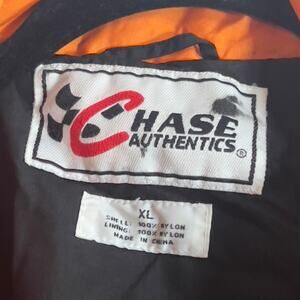 CHASE
AUTHENTICS®
XL
SHELL: 100% NYLON
LINING: 100% NYLON
MADE IN CHINA